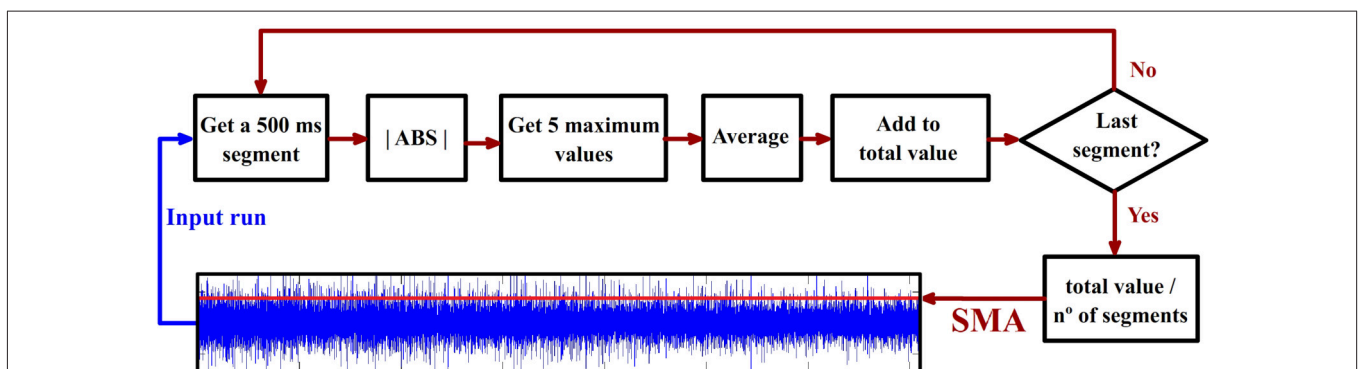 No
Get a 500 ms
segment
| ABS |
Get 5 maximum
values
Average
Add to
total value
Last
segment?
Input run
Yes
total value /
nº of segments
SMA